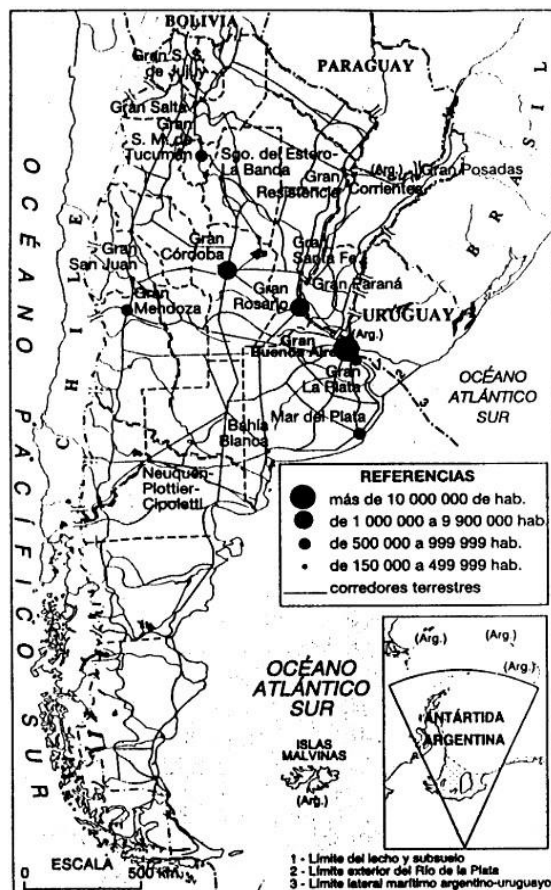 BOLIVIA
Gran S. S.
de Jujuy
PARAGUAY
Gran Salta
Gran
S. M. de
Tucumán
Sgo. del Estero-
La Banda
Gran
Resistencia
(Arg.)
Gran Posadas
Corrientes
BRASIL
OCÉANO PACÍFICO SUR
CHILE
Gran
San Juan
Gran
Córdoba
Gran
Santa Fe
Gran Paraná
Gran
Mendoza
Gran
Rosario
URUGUAY
(Arg.)
Gran
Buenos Aires
Gran
La Plata
1
2
3
OCÉANO
ATLÁNTICO
SUR
Mar del Plata
Bahía
Blanca
Neuquén-
Plottier-
Cipoletti
REFERENCIAS
más de 10 000 000 de hab.
de 1 000 000 a 9 900 000 hab.
de 500 000 a 999 999 hab.
de 150 000 a 499 999 hab.
corredores terrestres
OCÉANO
ATLÁNTICO
SUR
ISLAS
MALVINAS
(Arg.)
(Arg.)
(Arg.)
(Arg.)
ANTÁRTIDA
ARGENTINA
ESCALA
0 500 km.
1 - Límite del lecho y subsuelo
2 - Límite exterior del Río de la Plata
3 - Límite lateral marítimo argentino-uruguayo